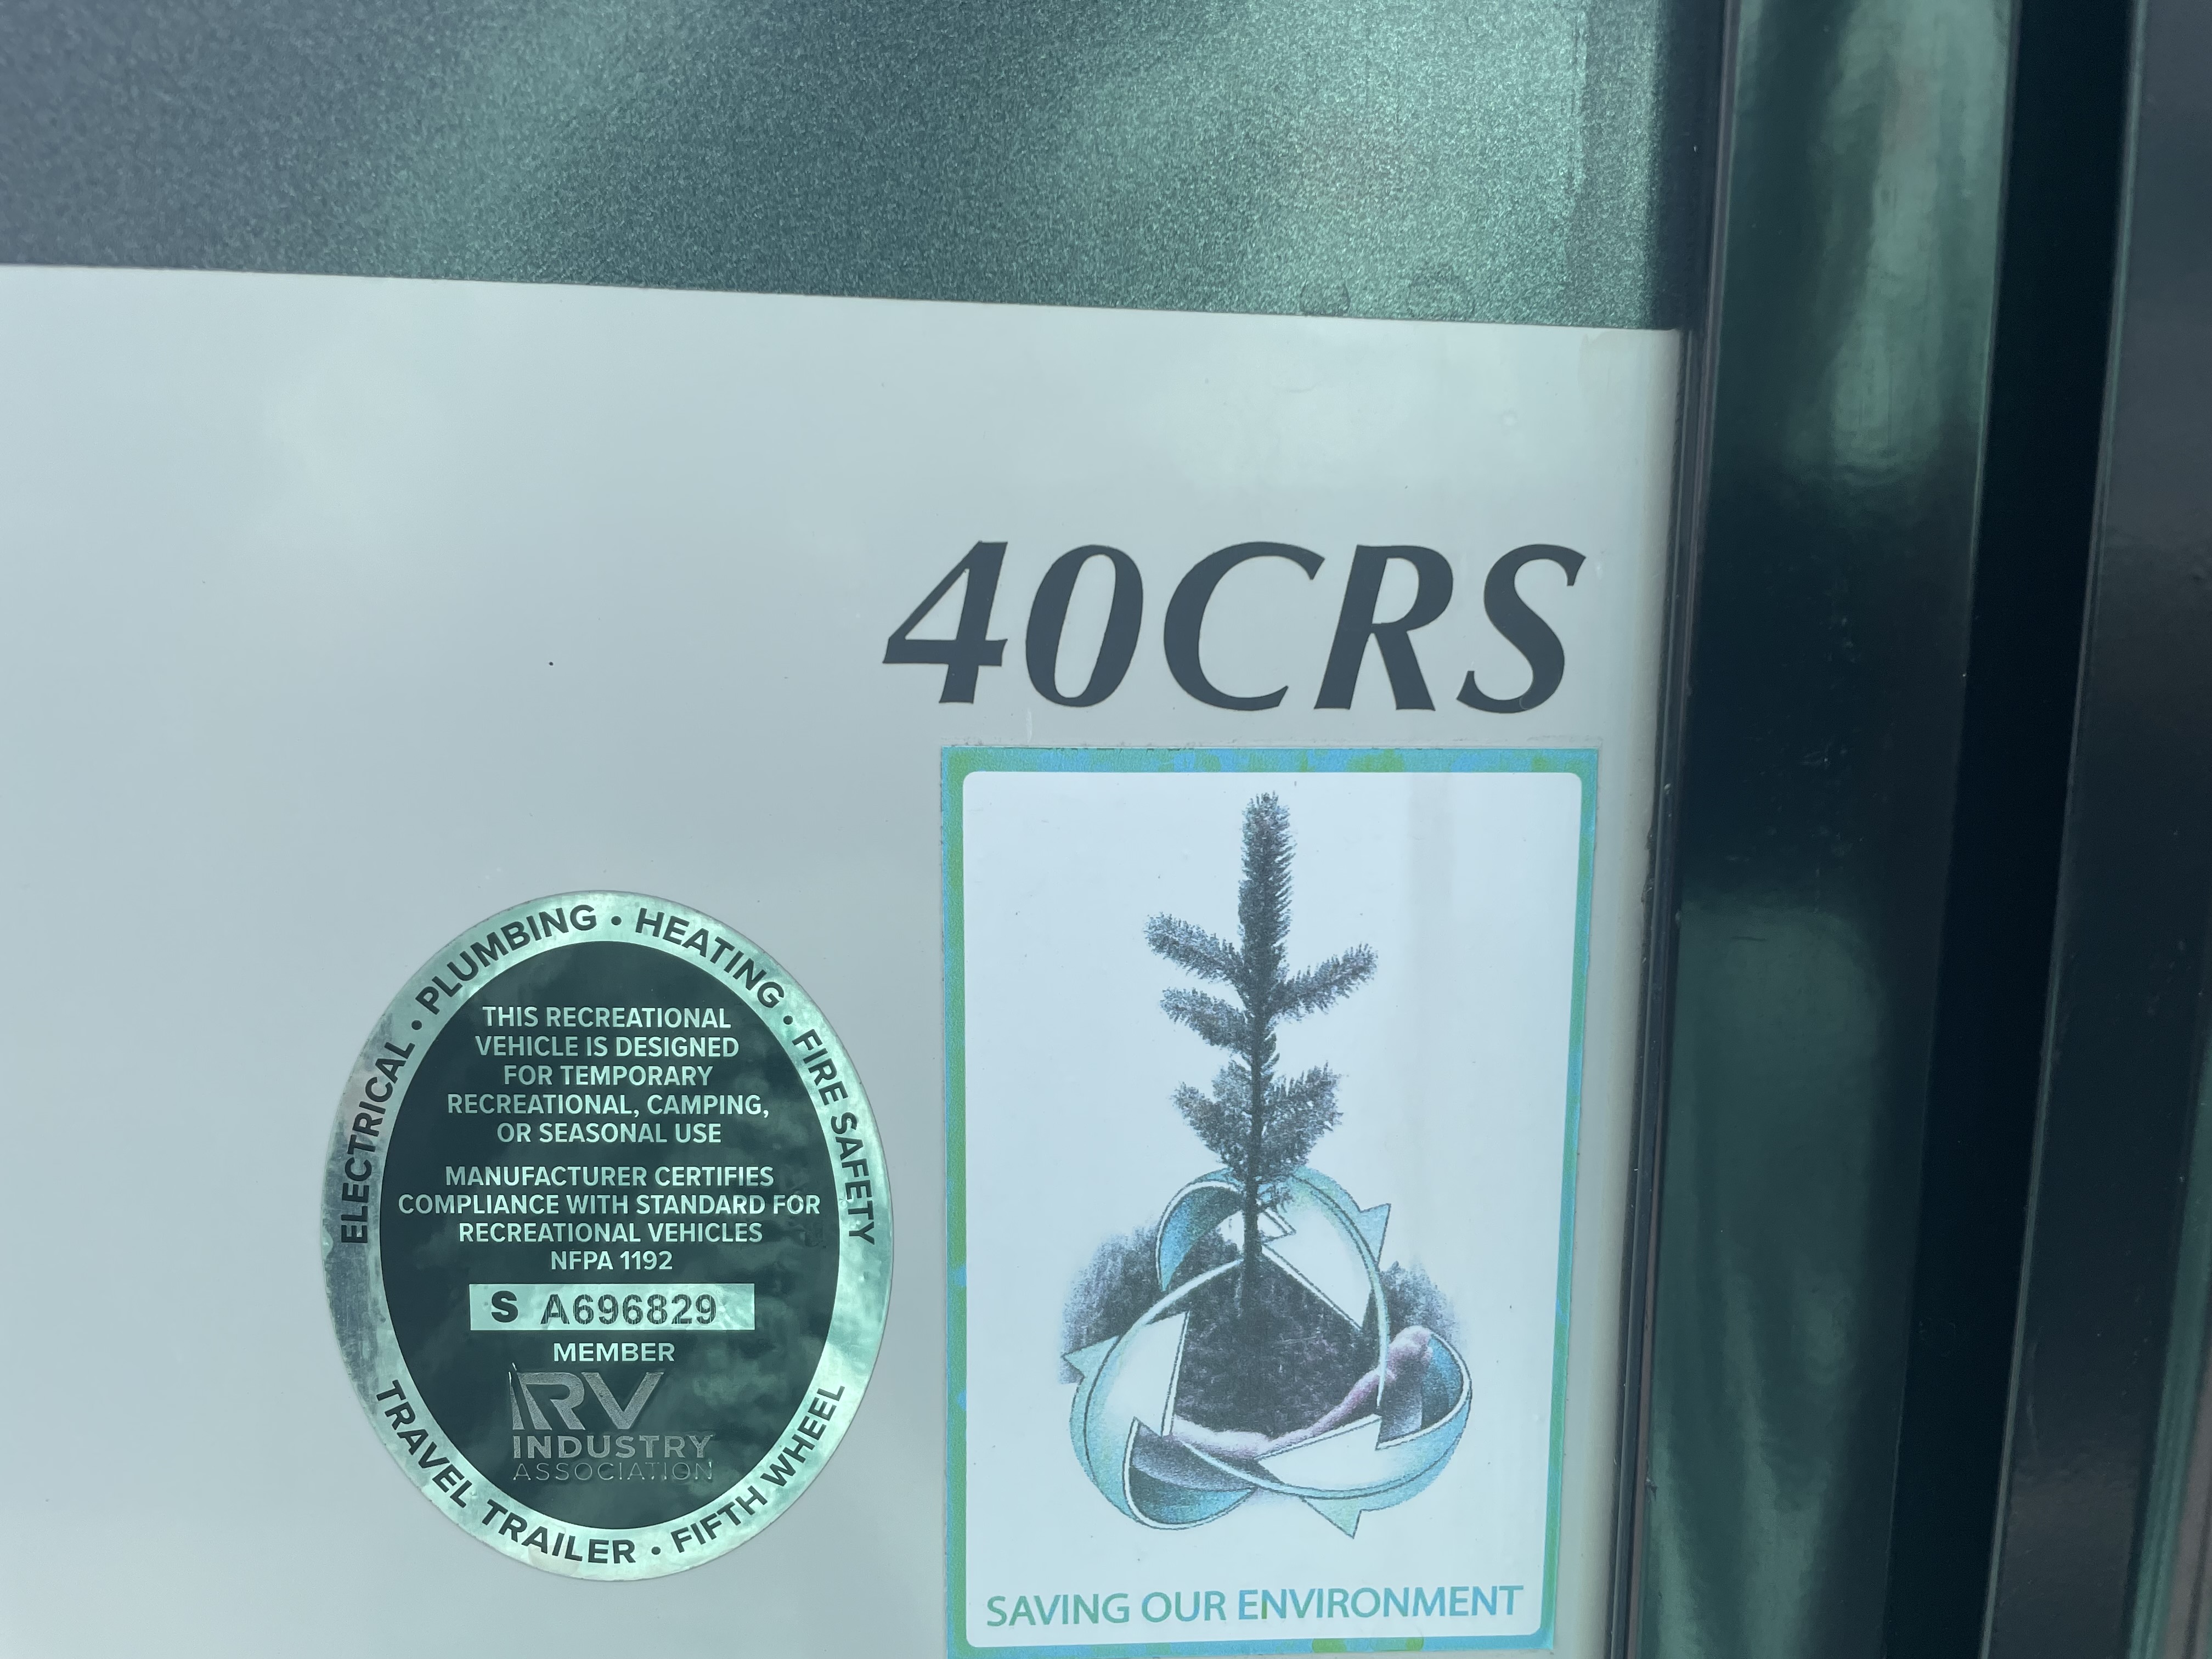 40CRS
ELECTRICAL • PLUMBING • HEATING • FIRE SAFETY
THIS RECREATIONAL
VEHICLE IS DESIGNED
FOR TEMPORARY
RECREATIONAL, CAMPING,
OR SEASONAL USE
MANUFACTURER CERTIFIES
COMPLIANCE WITH STANDARD FOR
RECREATIONAL VEHICLES
NFPA 1192
S A696829
MEMBER
RV
INDUSTRY
ASSOCIATION
TRAVEL TRAILER • FIFTH WHEEL
SAVING OUR ENVIRONMENT